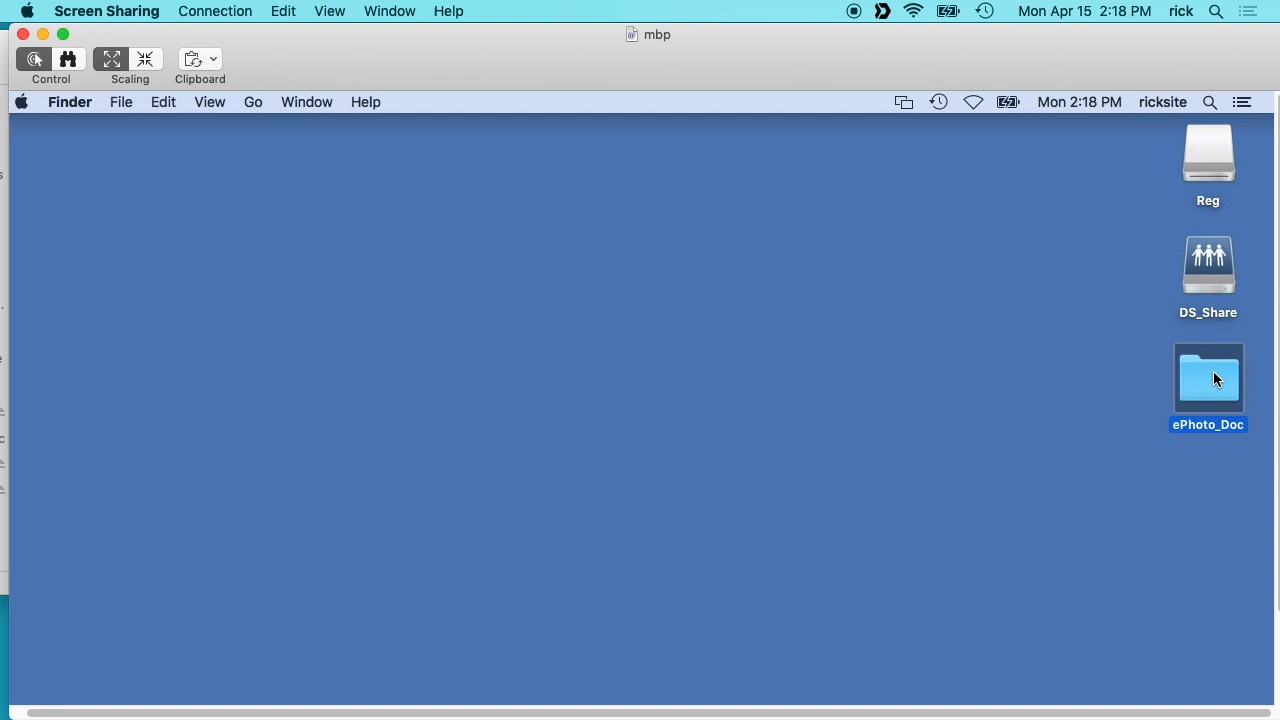 Screen Sharing Connection Edit View Window Help Mon Apr 15 2:18 PM rick
mbp
Control Scaling Clipboard
Finder File Edit View Go Window Help Mon 2:18 PM ricksite
Reg
DS_Share
ePhoto_Doc